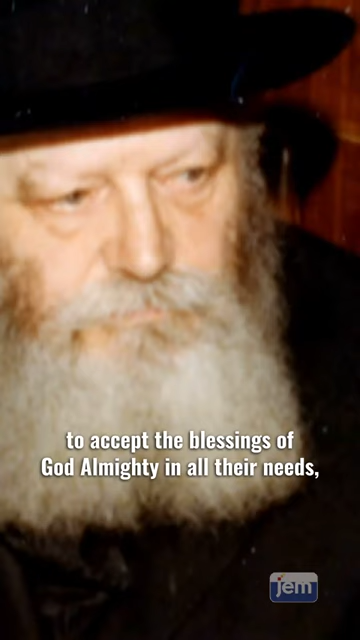 to accept the blessings of
God Almighty in all their needs,
jem